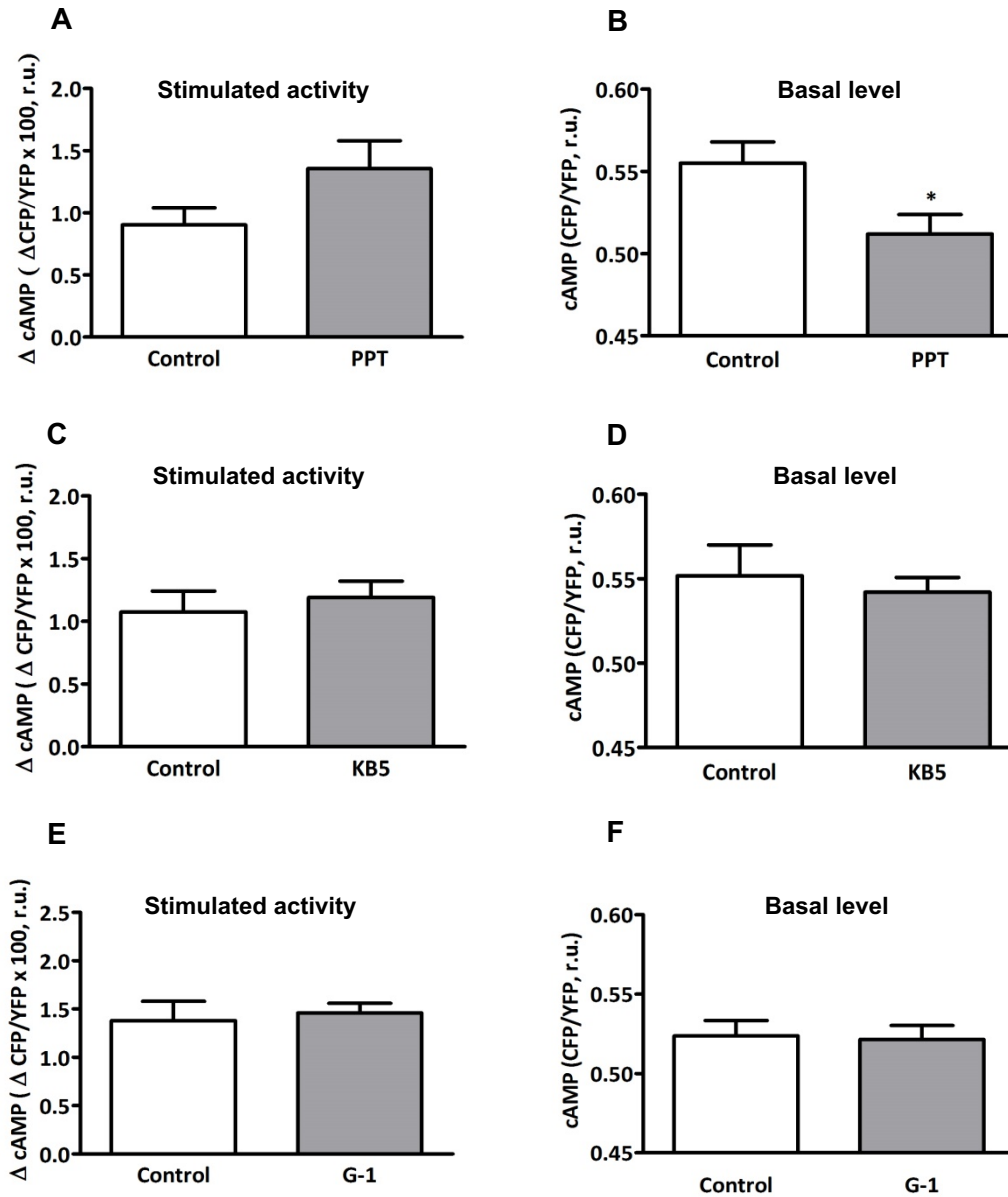 A
Stimulated activity
Δ cAMP ( ΔCFP/YFP x 100, r.u.)
2.0
1.5
1.0
0.5
0.0
Control PPT
B
Basal level
cAMP (CFP/YFP, r.u.)
0.60
0.55
0.50
0.45
*
Control PPT
C
Stimulated activity
Δ cAMP ( Δ CFP/YFP x 100, r.u.)
2.0
1.5
1.0
0.5
0.0
Control KB5
D
Basal level
cAMP (CFP/YFP, r.u.)
0.60
0.55
0.50
0.45
Control KB5
E
Stimulated activity
Δ cAMP ( Δ CFP/YFP x 100, r.u.)
2.5
2.0
1.5
1.0
0.5
0.0
Control G-1
F
Basal level
cAMP (CFP/YFP, r.u.)
0.60
0.55
0.50
0.45
Control G-1